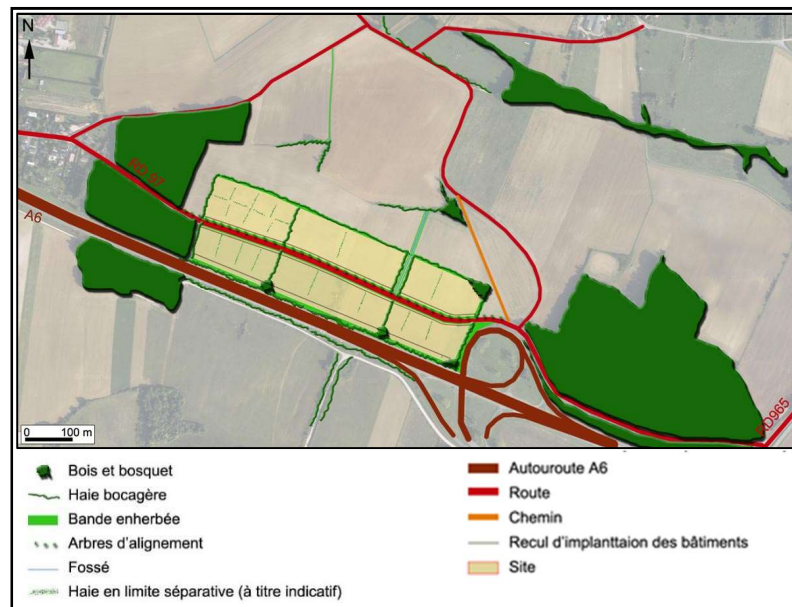 N
RD 97
A6
RD965
0 100 m
Bois et bosquet
Haie bocagère
Bande enherbée
Arbres d'alignement
Fossé
Haie en limite séparative (à titre indicatif)
Autouroute A6
Route
Chemin
Recul d'implanttaion des bâtiments
Site